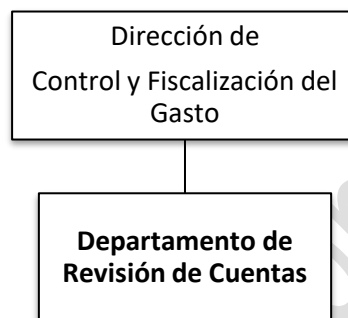 Dirección de
Control y Fiscalización del
Gasto
Departamento de
Revisión de Cuentas